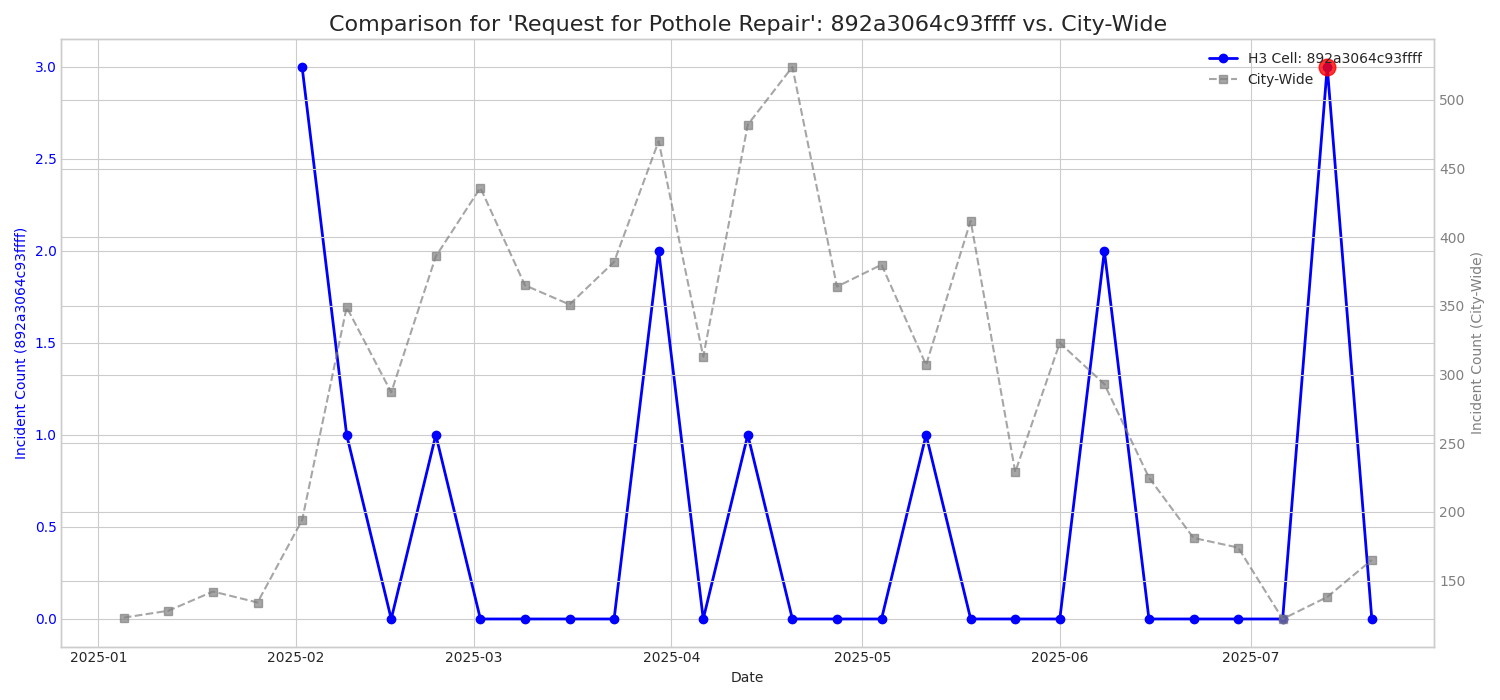 Comparison for 'Request for Pothole Repair': 892a3064c93ffff vs. City-Wide
H3 Cell: 892a3064c93ffff
City-Wide
Incident Count (892a3064c93ffff)
3.0
2.5
2.0
1.5
1.0
0.5
0.0
500
450
400
350
300
250
200
150
Incident Count (City-Wide)
2025-01 2025-02 2025-03 2025-04 2025-05 2025-06 2025-07
Date